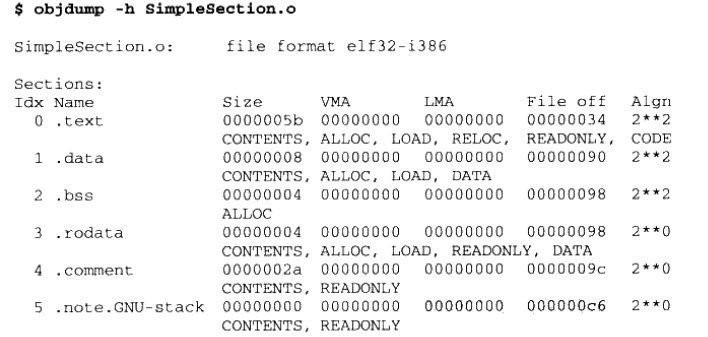 $ objdump -h SimpleSection.o
SimpleSection.o:     file format elf32-i386
Sections:
Idx Name          Size      VMA       LMA       File off  Algn
  0 .text         0000005b  00000000  00000000  00000034  2**2
                  CONTENTS, ALLOC, LOAD, RELOC, READONLY, CODE
  1 .data         00000008  00000000  00000000  00000090  2**2
                  CONTENTS, ALLOC, LOAD, DATA
  2 .bss          00000004  00000000  00000000  00000098  2**2
                  ALLOC
  3 .rodata       00000004  00000000  00000000  00000098  2**0
                  CONTENTS, ALLOC, LOAD, READONLY, DATA
  4 .comment      0000002a  00000000  00000000  0000009c  2**0
                  CONTENTS, READONLY
  5 .note.GNU-stack 00000000  00000000  00000000  000000c6  2**0
                  CONTENTS, READONLY